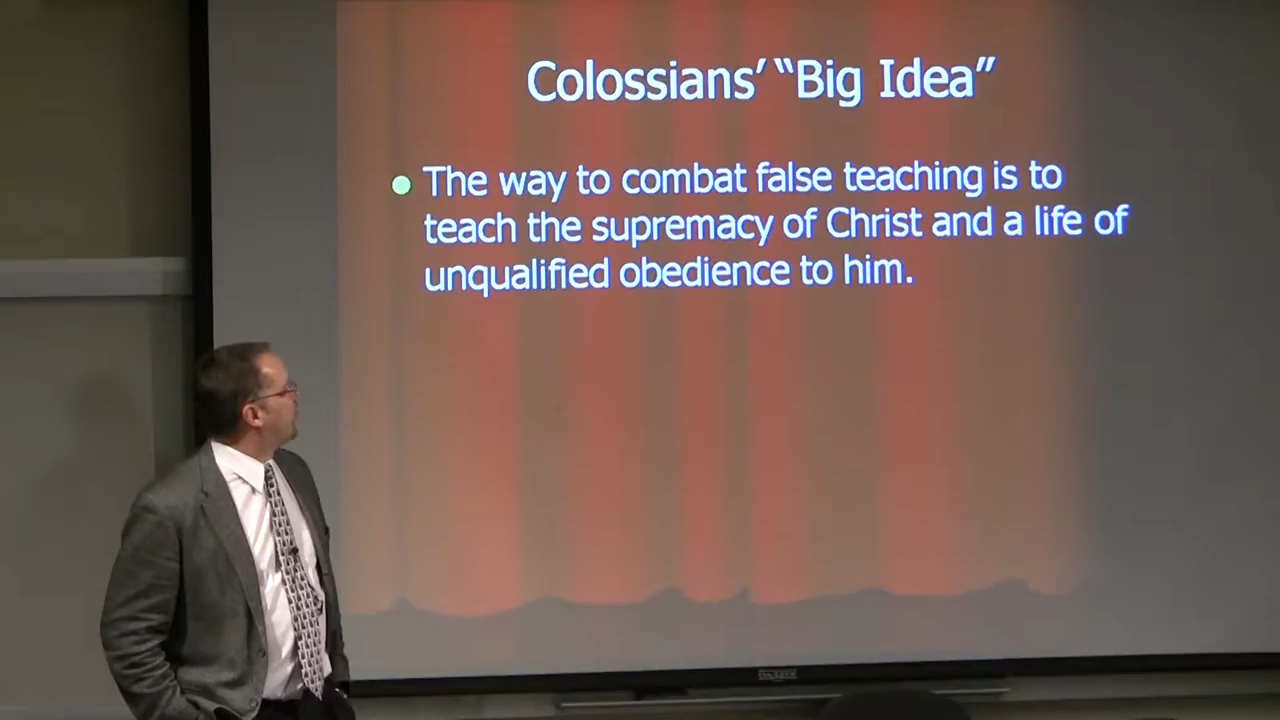 Colossians’ “Big Idea”
The way to combat false teaching is to
teach the supremacy of Christ and a life of
unqualified obedience to him.